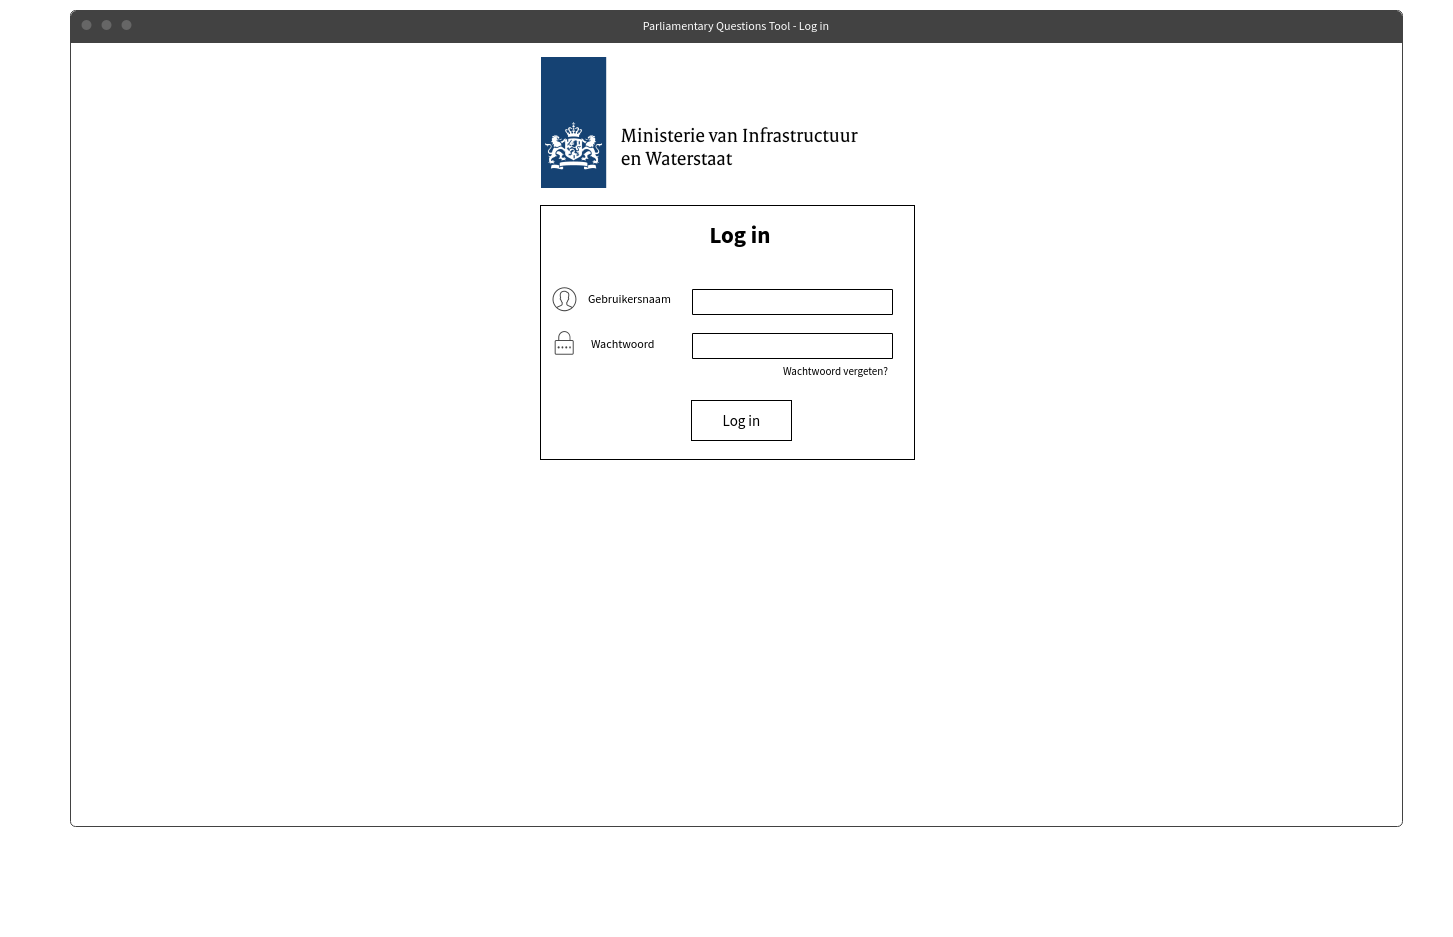 Parliamentary Questions Tool - Log in
Ministerie van Infrastructuur
en Waterstaat
Log in
Gebruikersnaam
Wachtwoord
Wachtwoord vergeten?
Log in